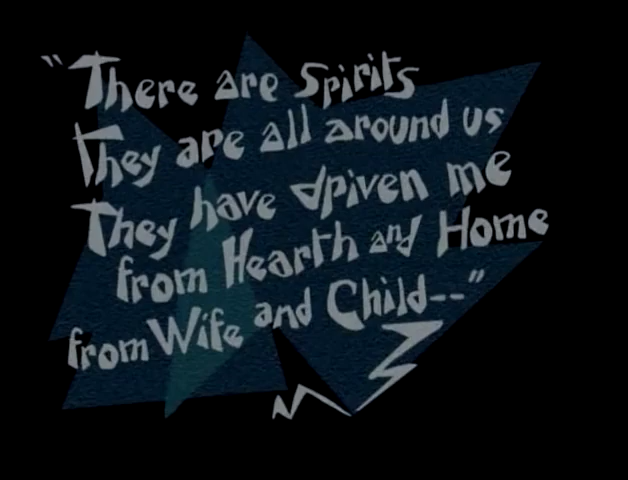 "There are Spirits
They are all around us
They have driven me
from Hearth and Home
from Wife and Child--"